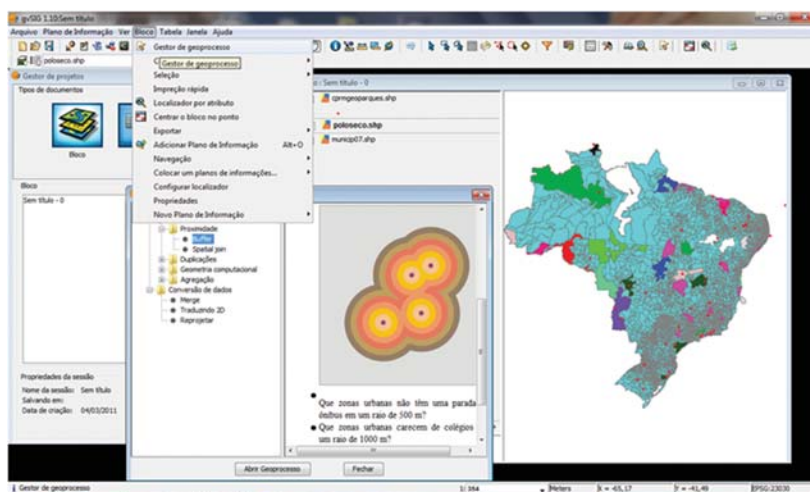 gvSIG 1.10:Sem título
Arquivo Plano de Informação Ver Bloco Tabela Janela Ajuda
poloseco.shp
Gestor de projetos
Tipos de documentos
Bloco
Bloco
Sem título - 0
Propriedades da sessão
Nome da sessão: Sem título
Salvando em:
Data de criação: 04/03/2011
Gestor de geoprocesso
Gestor de geoprocesso
Seleção
Impreção rápida
Localizador por atributo
Centrar o bloco no ponto
Exportar
Adicionar Plano de Informação Alt+O
Navegação
Colocar um planos de informações...
Configurar localizador
Propriedades
Novo Plano de Informação
: Sem título - 0
cprmgeoparques.shp
poloseco.shp
municip07.shp
Proximidade
Buffer
Spatial join
Duplicações
Geometria computacional
Agregação
Conversão de dados
Merge
Traduzindo 2D
Reprojetar
Que zonas urbanas não têm uma parada
ônibus em um raio de 500 m?
Que zonas urbanas carecem de colégios
um raio de 1000 m?
Abrir Geoprocesso
Fechar
Gestor de geoprocesso
Meters
X = -65,17
Y = -41,49
EPSG:23030